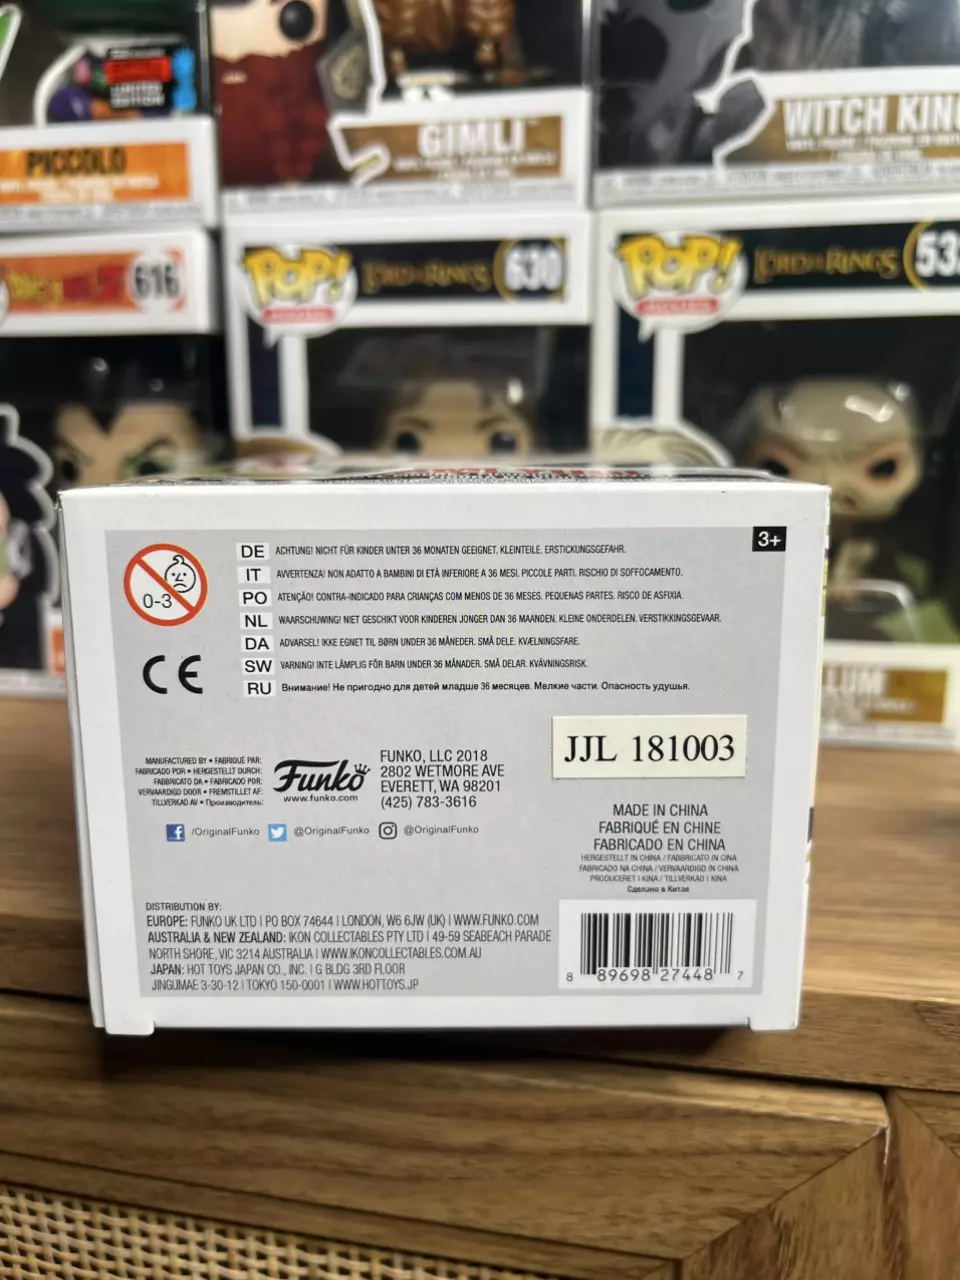 LIMITED
EDITION
PICCOLO
GIMLI
WITCH KIN
616
POP!
LORD OF THE RINGS
630
POP!
LORD OF THE RINGS
53
LLUM
3+
0-3
DE ACHTUNG! NICHT FÜR KINDER UNTER 36 MONATEN GEEIGNET. KLEINTEILE. ERSTICKUNGSGEFAHR.
IT AVVERTENZA! NON ADATTO A BAMBINI DI ETÀ INFERIORE A 36 MESI. PICCOLE PARTI. RISCHIO DI SOFFOCAMENTO.
PO ATENÇÃO! CONTRA-INDICADO PARA CRIANÇAS COM MENOS DE 36 MESES. PEQUENAS PARTES. RISCO DE ASFIXIA.
NL WAARSCHUWING! NIET GESCHIKT VOOR KINDEREN JONGER DAN 36 MAANDEN. KLEINE ONDERDELEN. VERSTIKKINGSGEVAAR.
DA ADVARSEL! IKKE EGNET TIL BØRN UNDER 36 MÅNEDER. SMÅ DELE. KVÆLNINGSFARE.
SW VARNING! INTE LÄMPLIG FÖR BARN UNDER 36 MÅNADER. SMÅ DELAR. KVÄVNINGSRISK.
RU Внимание! Не пригодно для детей младше 36 месяцев. Мелкие части. Опасность удушья.
CE
MANUFACTURED BY • FABRIQUÉ PAR:
FABRICADO POR • HERGESTELLT DURCH:
FABBRICATO DA • FABRICADO POR:
VERVAARDIGD DOOR • FREMSTILLET AF:
TILLVERKAD AV • Производитель:
Funko
www.funko.com
FUNKO, LLC 2018
2802 WETMORE AVE
EVERETT, WA 98201
(425) 783-3616
/OriginalFunko @OriginalFunko @OriginalFunko
JJL 181003
MADE IN CHINA
FABRIQUÉ EN CHINE
FABRICADO EN CHINA
HERGESTELLT IN CHINA / FABBRICATO IN CINA
FABRICADO NA CHINA / VERVAARDIGD IN CHINA
PRODUCERET I KINA / TILLVERKAD I KINA
Сделано в Китае
DISTRIBUTION BY:
EUROPE: FUNKO UK LTD | PO BOX 74644 | LONDON, W6 6JW (UK) | WWW.FUNKO.COM
AUSTRALIA & NEW ZEALAND: IKON COLLECTABLES PTY LTD | 49-59 SEABEACH PARADE
NORTH SHORE, VIC 3214 AUSTRALIA | WWW.IKONCOLLECTABLES.COM.AU
JAPAN: HOT TOYS JAPAN CO., INC. | G BLDG 3RD FLOOR
JINGUMAE 3-30-12 | TOKYO 150-0001 | WWW.HOTTOYS.JP
8 89698 27448 7